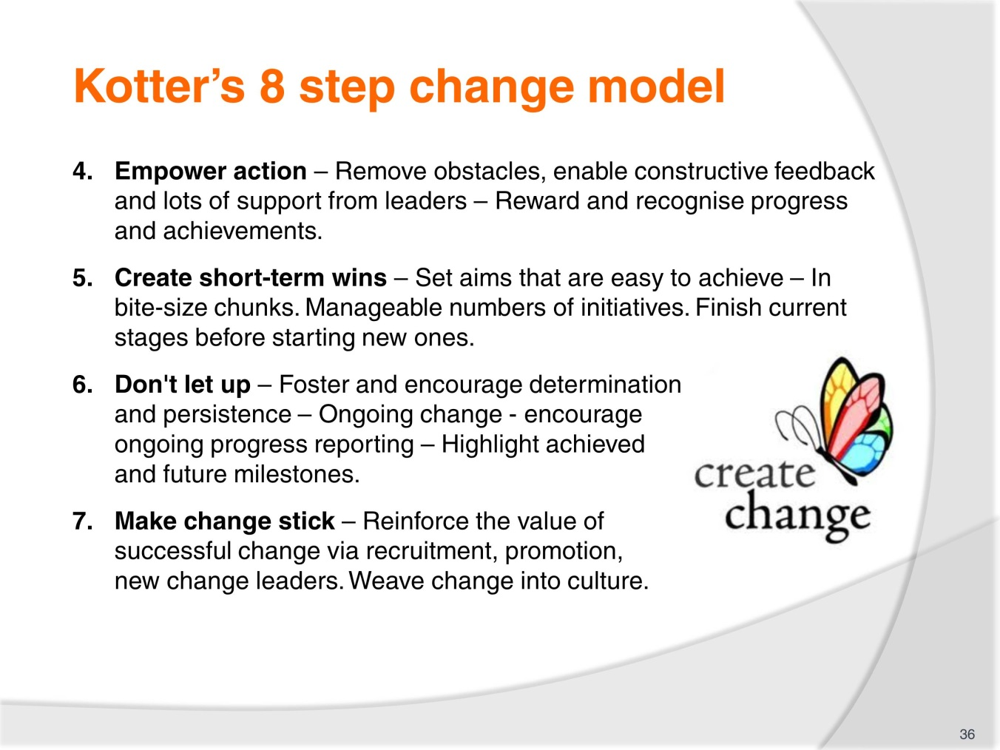 Kotter’s 8 step change model
4. Empower action – Remove obstacles, enable constructive feedback
and lots of support from leaders – Reward and recognise progress
and achievements.
5. Create short-term wins – Set aims that are easy to achieve – In
bite-size chunks. Manageable numbers of initiatives. Finish current
stages before starting new ones.
6. Don't let up – Foster and encourage determination
and persistence – Ongoing change - encourage
ongoing progress reporting – Highlight achieved
and future milestones.
7. Make change stick – Reinforce the value of
successful change via recruitment, promotion,
new change leaders. Weave change into culture.
create
change
36